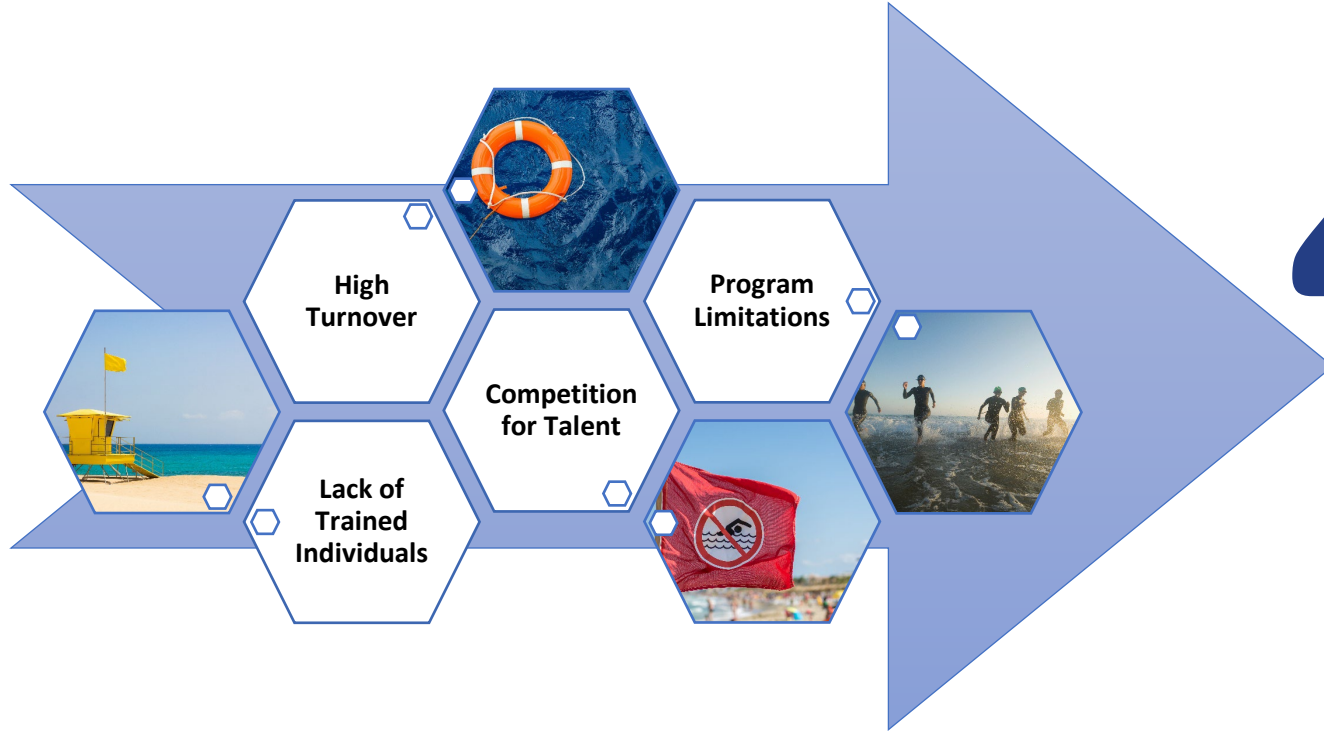 High
Turnover
Program
Limitations
Competition
for Talent
Lack of
Trained
Individuals